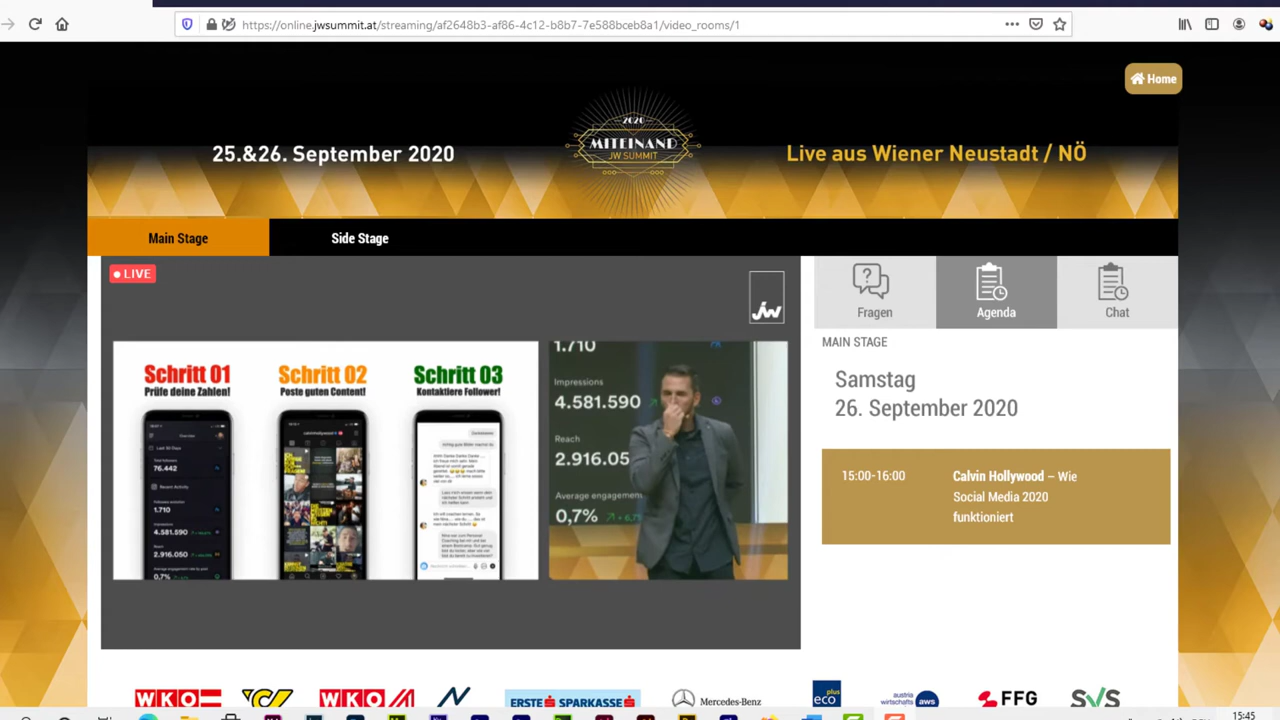 https://online.jwsummit.at/streaming/af2648b3-af86-4c12-b8b7-7e588bceb8a1/video_rooms/1
Home
25.&26. September 2020
2020
MITEINAND
JW SUMMIT
Live aus Wiener Neustadt / NÖ
Main Stage
Side Stage
LIVE
jw
Fragen
Agenda
Chat
MAIN STAGE
Samstag
26. September 2020
15:00-16:00
Calvin Hollywood – Wie
Social Media 2020
funktioniert
Schritt 01
Prüfe deine Zahlen!
Schritt 02
Poste guten Content!
Schritt 03
Kontaktiere Follower!
76.442
1.710
4.581.590
2.916.050
0,7%
1.710
Impressions
4.581.590
Reach
2.916.05
Average engagemen
0,7%
WKO
WKO
ERSTE SPARKASSE
Mercedes-Benz
eco plus
austria wirtschafts service aws
FFG
SVS
15:45